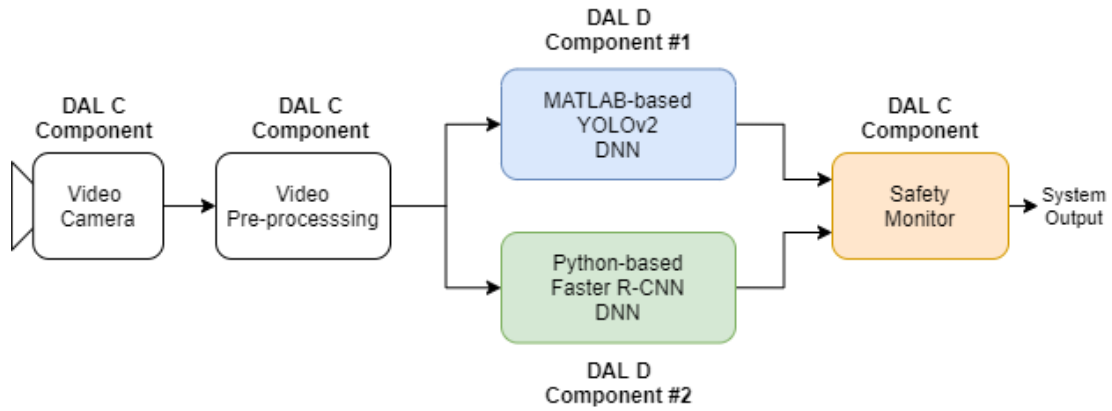 DAL D
Component #1
DAL C
Component
DAL C
Component
MATLAB-based
YOLOv2
DNN
DAL C
Component
Video
Camera
Video
Pre-processsing
Safety
Monitor
System
Output
Python-based
Faster R-CNN
DNN
DAL D
Component #2